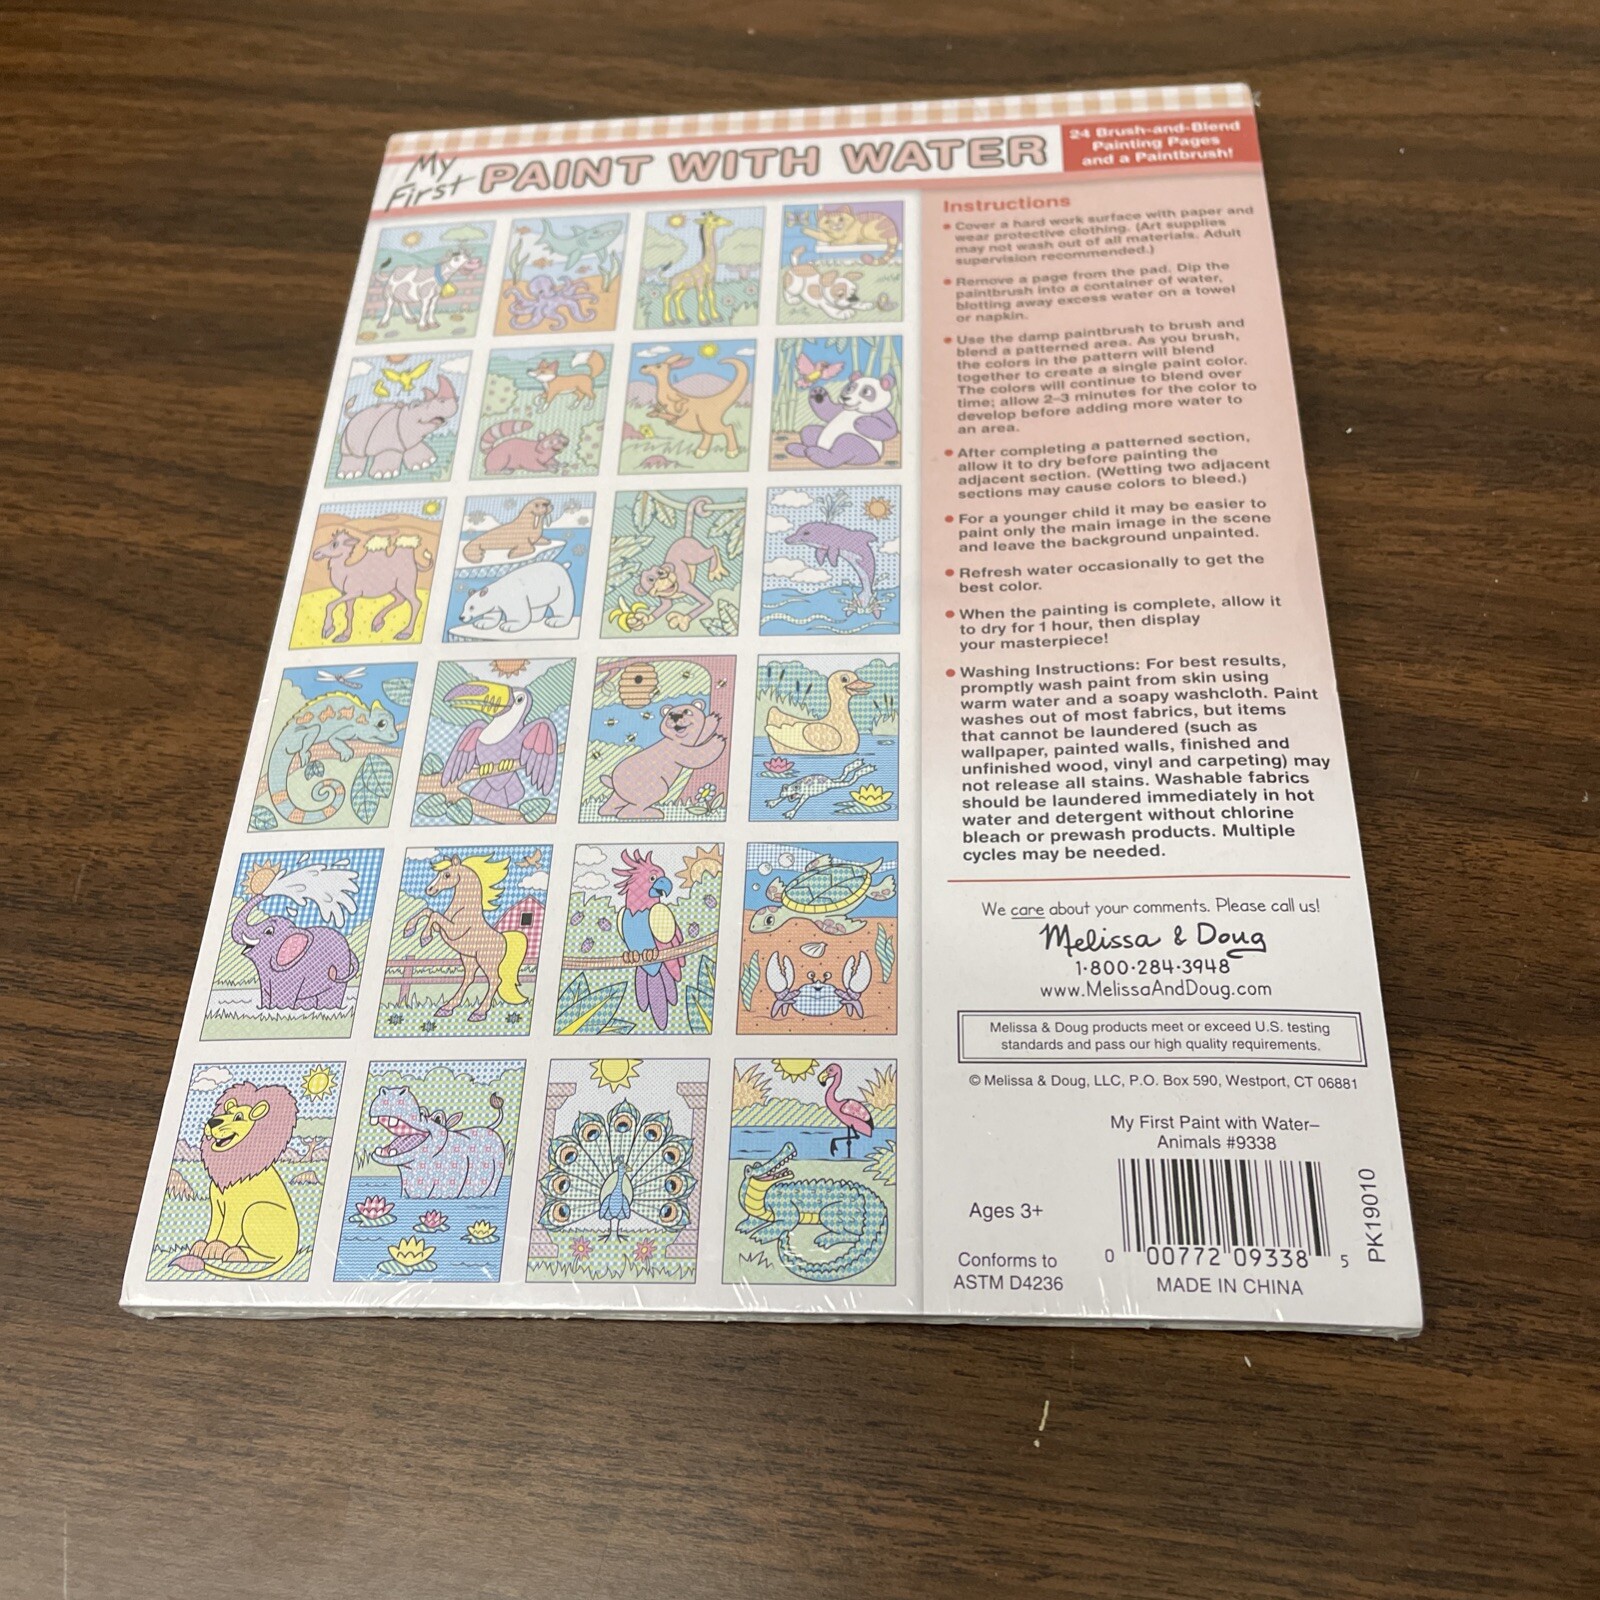 My First PAINT WITH WATER
24 Brush-and-Blend
Painting Pages
and a Paintbrush!
Instructions
• Cover a hard work surface with paper and
wear protective clothing. (Art supplies
may not wash out of all materials. Adult
supervision recommended.)
• Remove a page from the pad. Dip the
paintbrush into a container of water,
blotting away excess water on a towel
or napkin.
• Use the damp paintbrush to brush and
blend a patterned area. As you brush,
the colors in the pattern will blend
together to create a single paint color.
The colors will continue to blend over
time; allow 2–3 minutes for the color to
develop before adding more water to
an area.
• After completing a patterned section,
allow it to dry before painting the
adjacent section. (Wetting two adjacent
sections may cause colors to bleed.)
• For a younger child it may be easier to
paint only the main image in the scene
and leave the background unpainted.
• Refresh water occasionally to get the
best color.
• When the painting is complete, allow it
to dry for 1 hour, then display
your masterpiece!
• Washing Instructions: For best results,
promptly wash paint from skin using
warm water and a soapy washcloth. Paint
washes out of most fabrics, but items
that cannot be laundered (such as
wallpaper, painted walls, finished and
unfinished wood, vinyl and carpeting) may
not release all stains. Washable fabrics
should be laundered immediately in hot
water and detergent without chlorine
bleach or prewash products. Multiple
cycles may be needed.
We care about your comments. Please call us!
Melissa & Doug
1·800·284·3948
www.MelissaAndDoug.com
Melissa & Doug products meet or exceed U.S. testing
standards and pass our high quality requirements.
© Melissa & Doug, LLC, P.O. Box 590, Westport, CT 06881
My First Paint with Water–
Animals #9338
Ages 3+
Conforms to
ASTM D4236
0 00772 09338 5
MADE IN CHINA
PK19010